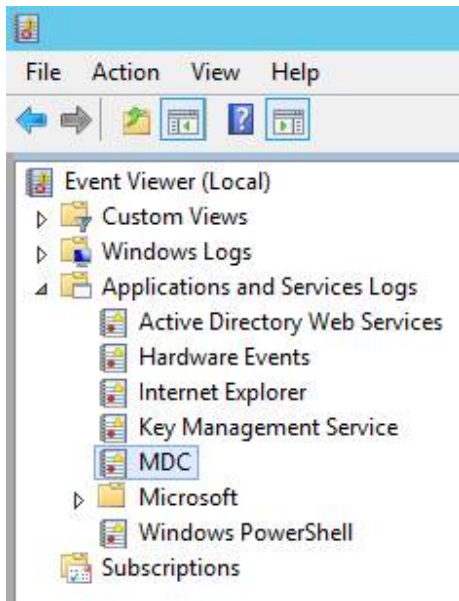 File Action View Help
Event Viewer (Local)
Custom Views
Windows Logs
Applications and Services Logs
Active Directory Web Services
Hardware Events
Internet Explorer
Key Management Service
MDC
Microsoft
Windows PowerShell
Subscriptions